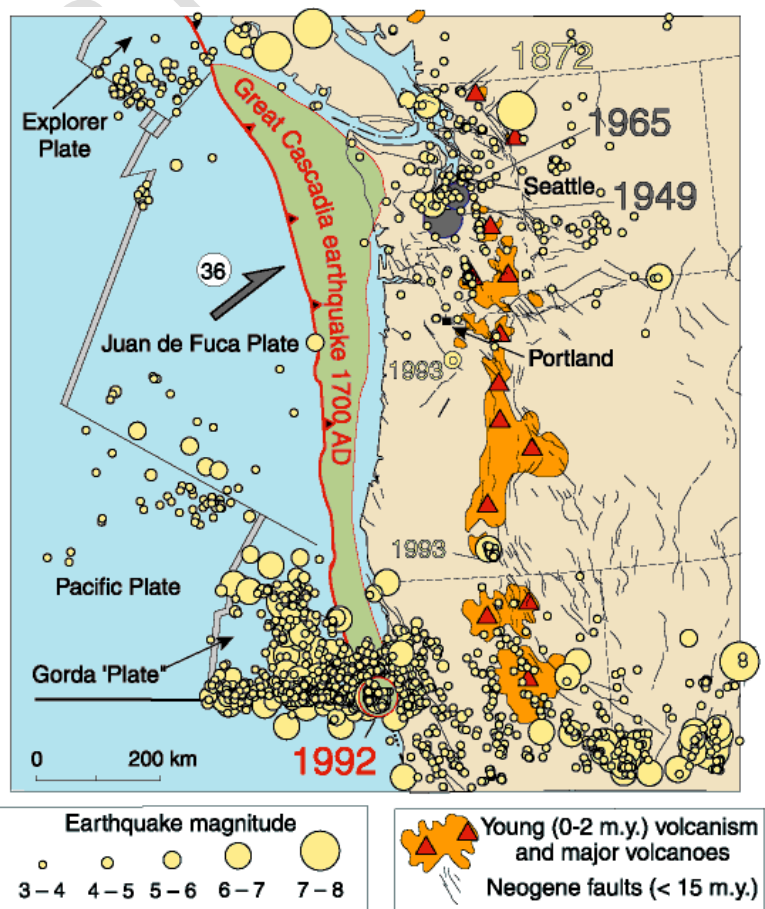 1872
Explorer
Plate
Great Cascadia earthquake 1700 AD
1965
Seattle
1949
36
Juan de Fuca Plate
Portland
1993
1993
Pacific Plate
Gorda 'Plate"
8
0 200 km
1992
Earthquake magnitude
3 – 4 4 – 5 5 – 6 6 – 7 7 – 8
Young (0-2 m.y.) volcanism
and major volcanoes
Neogene faults (< 15 m.y.)